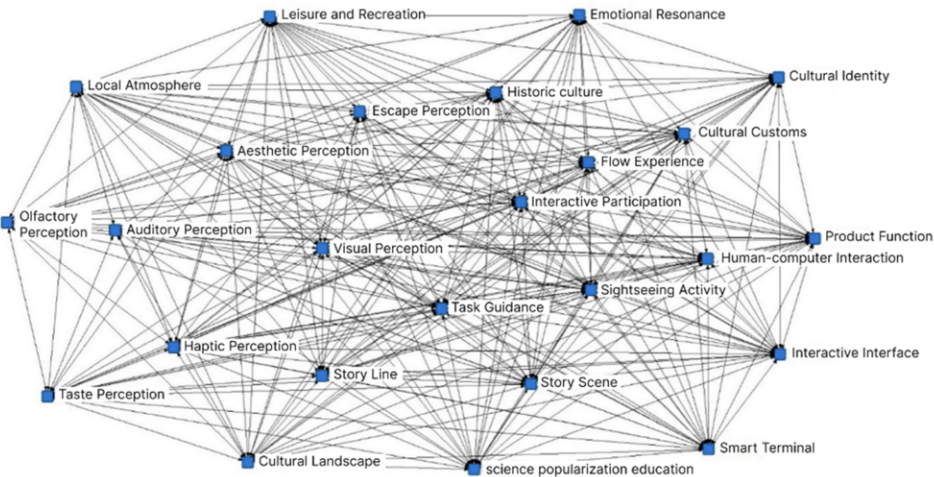 Leisure and Recreation
Emotional Resonance
Cultural Identity
Local Atmosphere
Historic culture
Escape Perception
Cultural Customs
Aesthetic Perception
Flow Experience
Interactive Participation
Olfactory
Perception
Auditory Perception
Product Function
Visual Perception
Human-computer Interaction
Sightseeing Activity
Task Guidance
Haptic Perception
Interactive Interface
Story Line
Story Scene
Taste Perception
Smart Terminal
Cultural Landscape
science popularization education